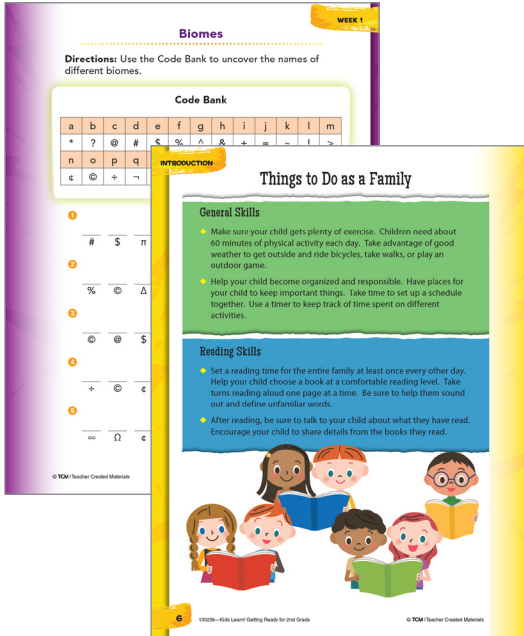 WEEK 1
Biomes
Directions: Use the Code Bank to uncover the names of
different biomes.
Code Bank
a b c d e f g h i j k l m
* ? @ # $ % ^ & + = ~ ! >
n o p q
¢ © ÷ ¬
1
# $ π
2
% © Δ
3
© @ $
4
÷ © ¢
5
∞ Ω ¢
© TCM | Teacher Created Materials
INTRODUCTION
Things to Do as a Family
General Skills
◆ Make sure your child gets plenty of exercise. Children need about
60 minutes of physical activity each day. Take advantage of good
weather to get outside and ride bicycles, take walks, or play an
outdoor game.
◆ Help your child become organized and responsible. Have places for
your child to keep important things. Take time to set up a schedule
together. Use a timer to keep track of time spent on different
activities.
Reading Skills
◆ Set a reading time for the entire family at least once every other day.
Help your child choose a book at a comfortable reading level. Take
turns reading aloud one page at a time. Be sure to help them sound
out and define unfamiliar words.
◆ After reading, be sure to talk to your child about what they have read.
Encourage your child to share details from the books they read.
6
130256—Kids Learn! Getting Ready for 2nd Grade
© TCM | Teacher Created Materials